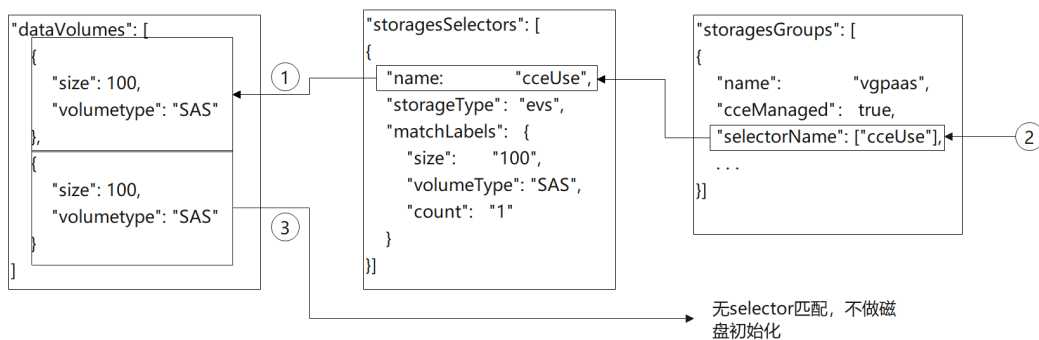 "dataVolumes": [
{
"size": 100,
"volumetype": "SAS"
},
{
"size": 100,
"volumetype": "SAS"
}
]
①
③
"storagesSelectors": [
{
"name: "cceUse",
"storageType": "evs",
"matchLabels": {
"size": "100",
"volumeType": "SAS",
"count": "1"
}
}]
"storagesGroups": [
{
"name": "vgpaas",
"cceManaged": true,
"selectorName": ["cceUse"],
...
}]
②
无selector匹配，不做磁
盘初始化